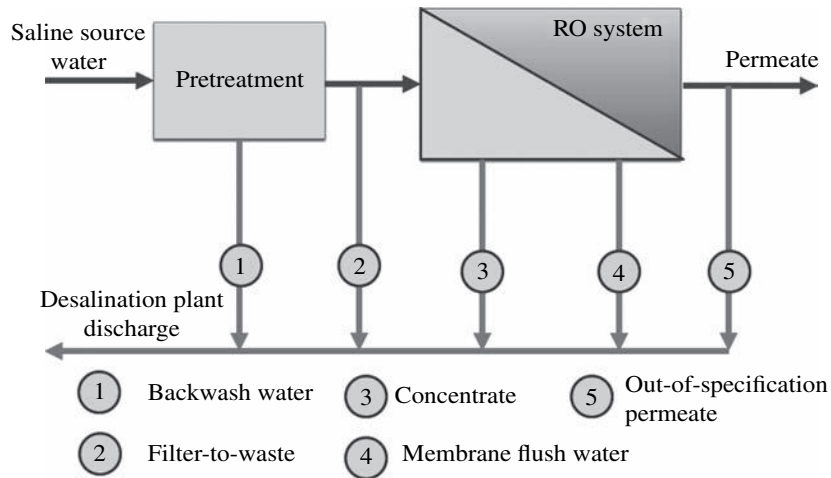 Saline source
water
Pretreatment
RO system
Permeate
1
2
3
4
5
Desalination plant
discharge
1 Backwash water
3 Concentrate
5 Out-of-specification
permeate
2 Filter-to-waste
4 Membrane flush water